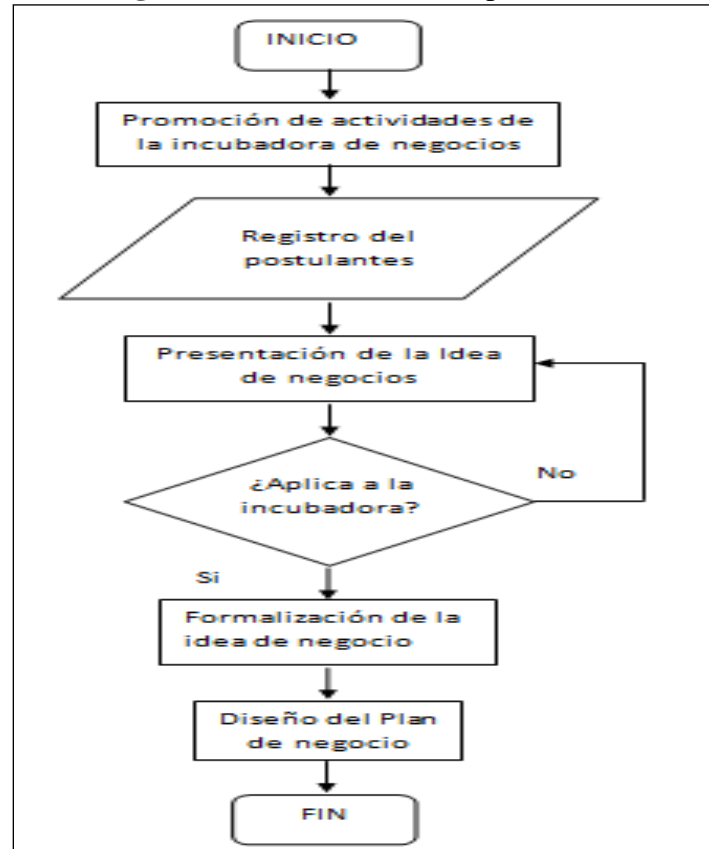 INICIO
Promoción de actividades de
la incubadora de negocios
Registro del
postulantes
Presentación de la Idea
de negocios
¿Aplica a la
incubadora?
No
Si
Formalización de la
idea de negocio
Diseño del Plan
de negocio
FIN